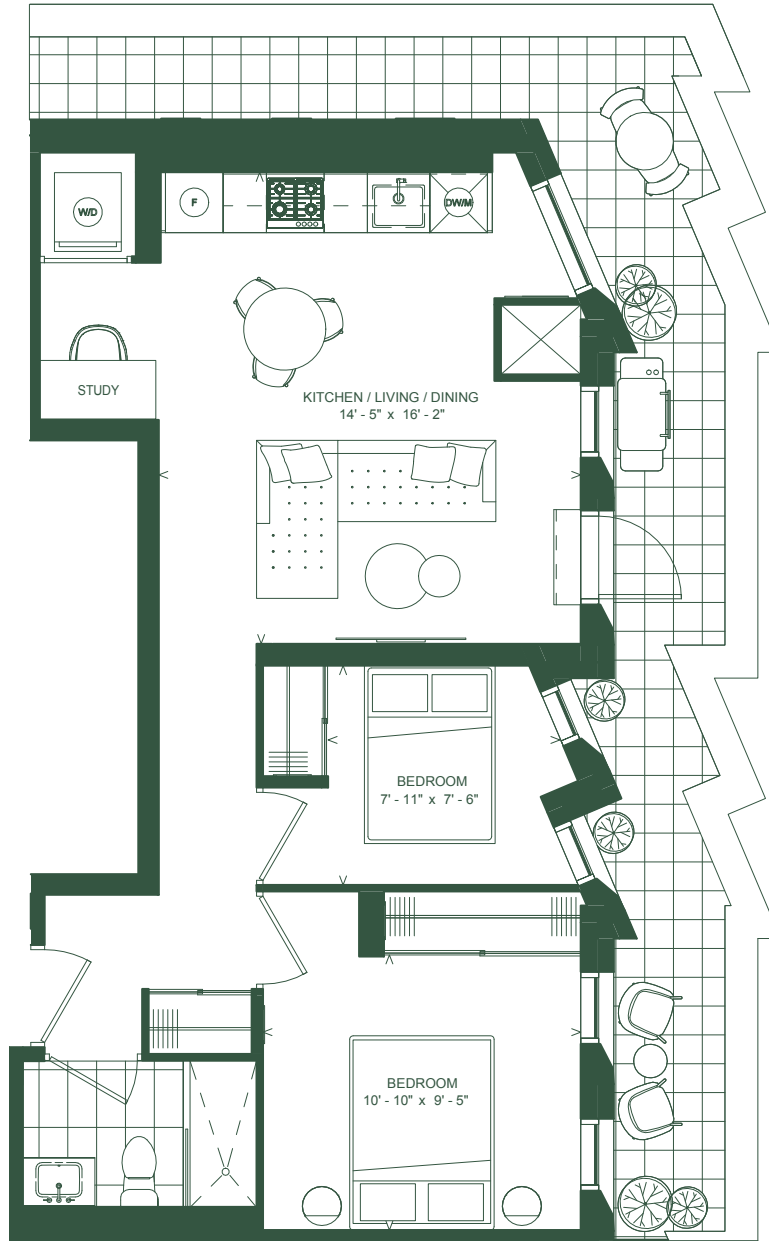 W/D
F
DW/M
STUDY
KITCHEN / LIVING / DINING
14' - 5" x 16' - 2"
BEDROOM
7' - 11" x 7' - 6"
BEDROOM
10' - 10" x 9' - 5"